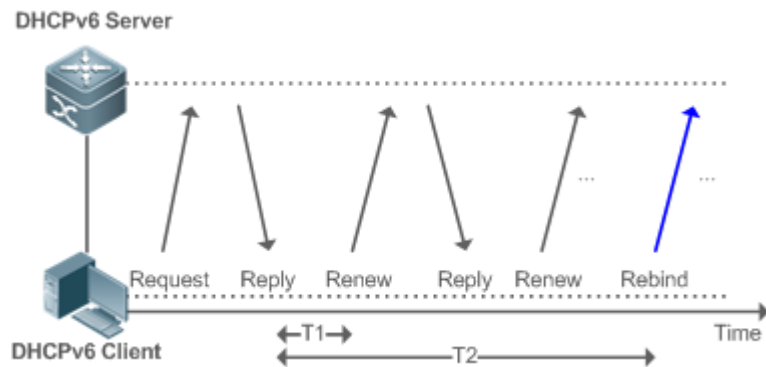 DHCPv6 Server
... ...
Request Reply Renew Reply Renew Rebind
Time
T1
DHCPv6 Client
T2